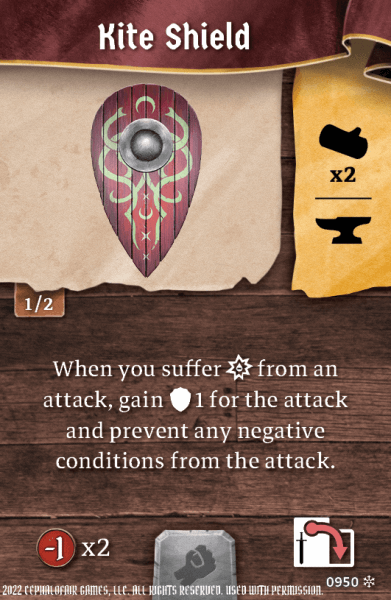 Kite Shield
x2
1/2
When you suffer from an
attack, gain 1 for the attack
and prevent any negative
conditions from the attack.
-1 x2
0950
2022 CEPHALOFAIR GAMES, LLC. ALL RIGHTS RESERVED. USED WITH PERMISSION.